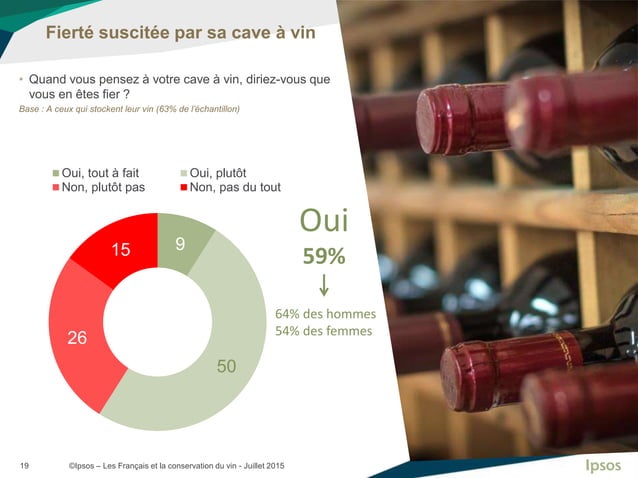 Fierté suscitée par sa cave à vin
• Quand vous pensez à votre cave à vin, diriez-vous que
vous en êtes fier ?
Base : A ceux qui stockent leur vin (63% de l'échantillon)
Oui, tout à fait
Oui, plutôt
Non, plutôt pas
Non, pas du tout
15
9
26
50
Oui
59%
64% des hommes
54% des femmes
19
©Ipsos – Les Français et la conservation du vin - Juillet 2015
Ipsos